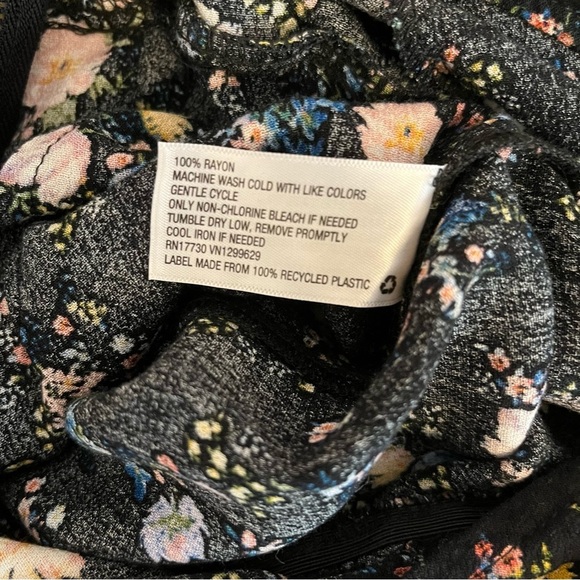 100% RAYON
MACHINE WASH COLD WITH LIKE COLORS
GENTLE CYCLE
ONLY NON-CHLORINE BLEACH IF NEEDED
TUMBLE DRY LOW, REMOVE PROMPTLY
COOL IRON IF NEEDED
RN17730 VN1299629
LABEL MADE FROM 100% RECYCLED PLASTIC